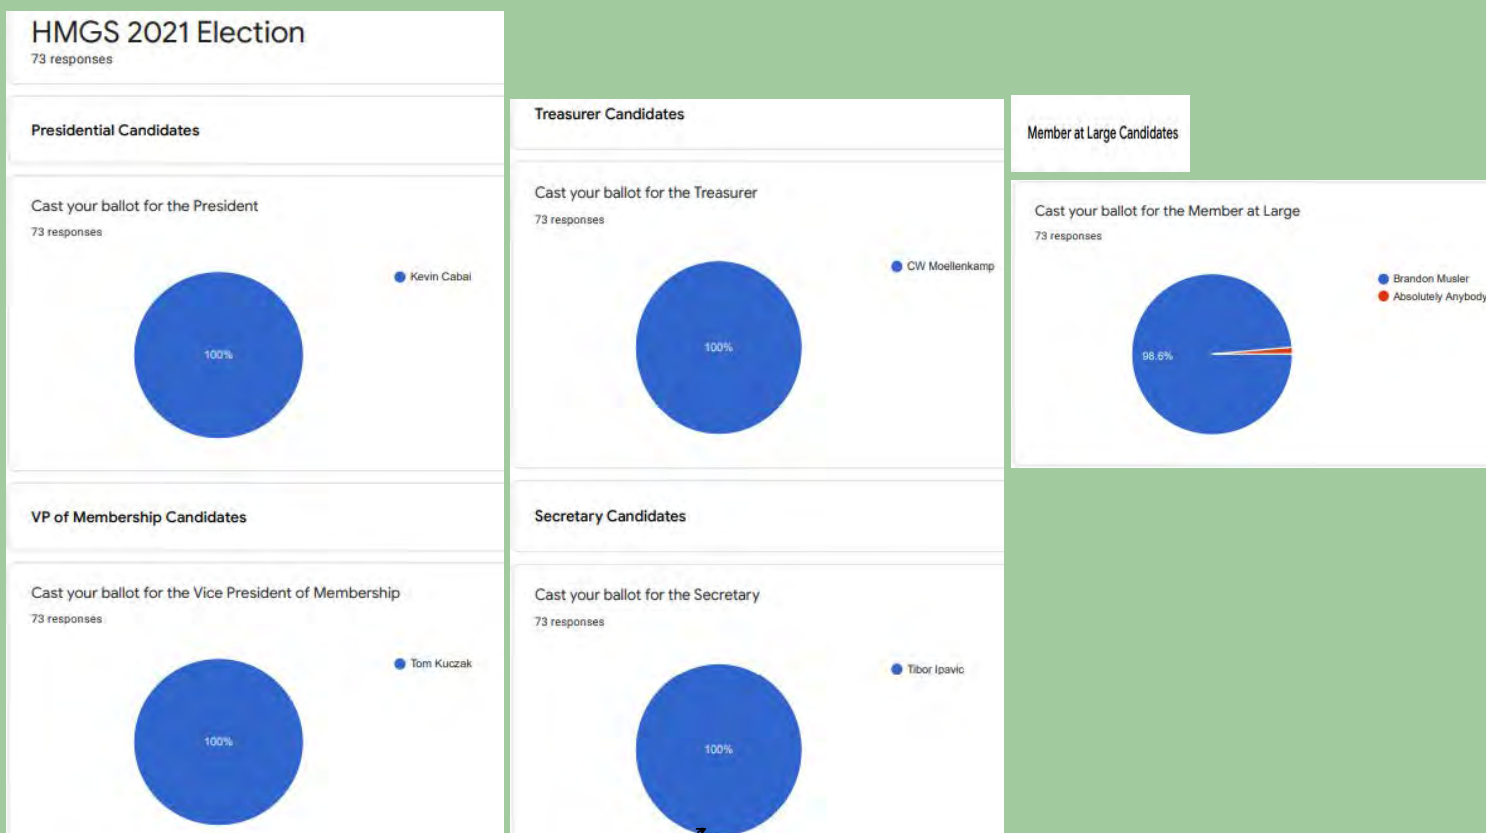 HMGS 2021 Election
73 responses
Presidential Candidates
Cast your ballot for the President
73 responses
Kevin Cabai
100%
VP of Membership Candidates
Cast your ballot for the Vice President of Membership
73 responses
Tom Kuczak
100%
Treasurer Candidates
Cast your ballot for the Treasurer
73 responses
CW Moellenkamp
100%
Secretary Candidates
Cast your ballot for the Secretary
73 responses
Tibor Ipavic
100%
Member at Large Candidates
Cast your ballot for the Member at Large
73 responses
Brandon Musler
Absolutely Anybody
98.6%